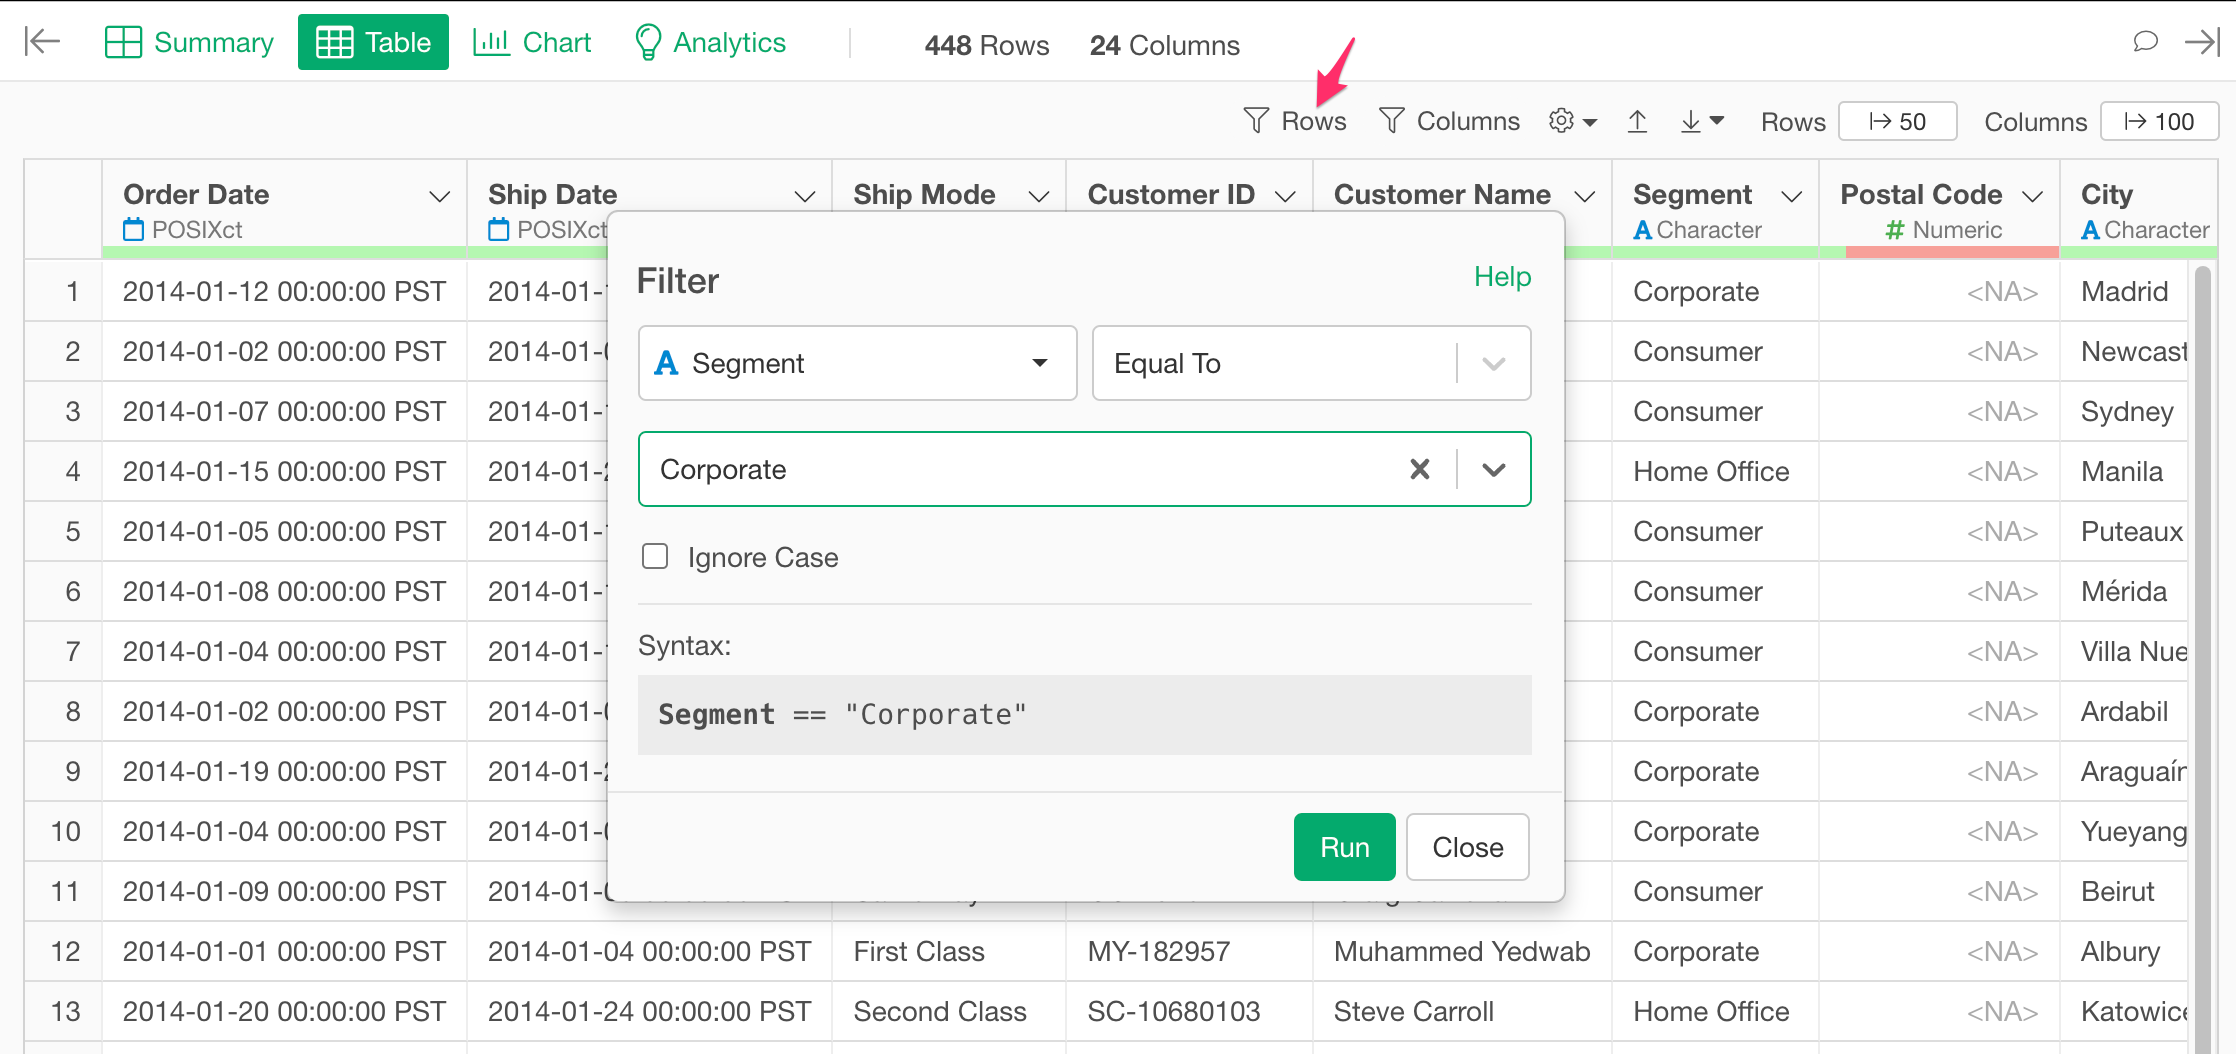 Summary Table Chart Analytics 448 Rows 24 Columns
Rows Columns Rows 50 Columns 100
Order Date Ship Date Ship Mode Customer ID Customer Name Segment Postal Code City
POSIXct POSIXct A Character # Numeric A Character
Filter Help
A Segment Equal To
Corporate
Ignore Case
Syntax:
Segment == "Corporate"
Run Close
1 2014-01-12 00:00:00 PST 2014-01- Corporate <NA> Madrid
2 2014-01-02 00:00:00 PST 2014-01- Consumer <NA> Newcast
3 2014-01-07 00:00:00 PST 2014-01- Consumer <NA> Sydney
4 2014-01-15 00:00:00 PST 2014-01- Home Office <NA> Manila
5 2014-01-05 00:00:00 PST 2014-01- Consumer <NA> Puteaux
6 2014-01-08 00:00:00 PST 2014-01- Consumer <NA> Mérida
7 2014-01-04 00:00:00 PST 2014-01- Consumer <NA> Villa Nue
8 2014-01-02 00:00:00 PST 2014-01- Corporate <NA> Ardabil
9 2014-01-19 00:00:00 PST 2014-01- Corporate <NA> Araguaín
10 2014-01-04 00:00:00 PST 2014-01- Corporate <NA> Yueyang
11 2014-01-09 00:00:00 PST 2014-01- Consumer <NA> Beirut
12 2014-01-01 00:00:00 PST 2014-01-04 00:00:00 PST First Class MY-182957 Muhammed Yedwab Corporate <NA> Albury
13 2014-01-20 00:00:00 PST 2014-01-24 00:00:00 PST Second Class SC-10680103 Steve Carroll Home Office <NA> Katowice